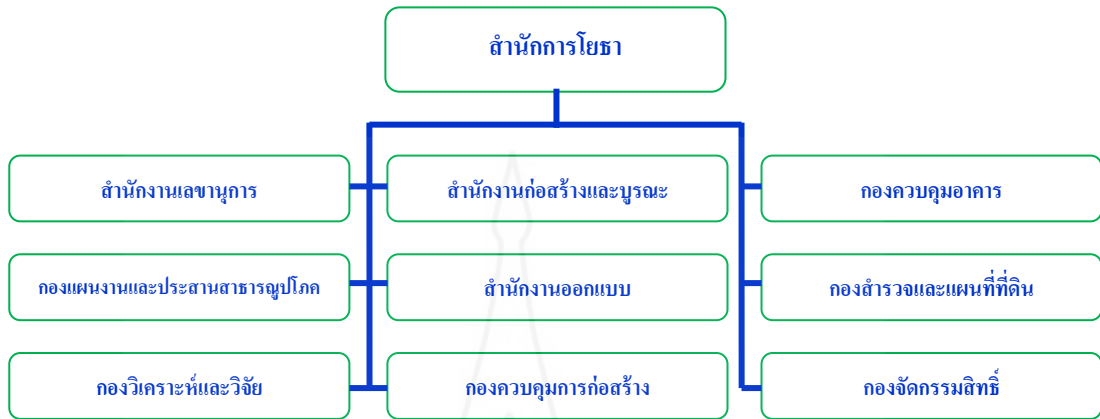 สำนักการโยธา
สำนักงานเลขานุการ
สำนักงานก่อสร้างและบูรณะ
กองควบคุมอาคาร
กองแผนงานและประสานสาธารณูปโภค
สำนักงานออกแบบ
กองสำรวจและแผนที่ที่ดิน
กองวิเคราะห์และวิจัย
กองควบคุมการก่อสร้าง
กองจัดกรรมสิทธิ์